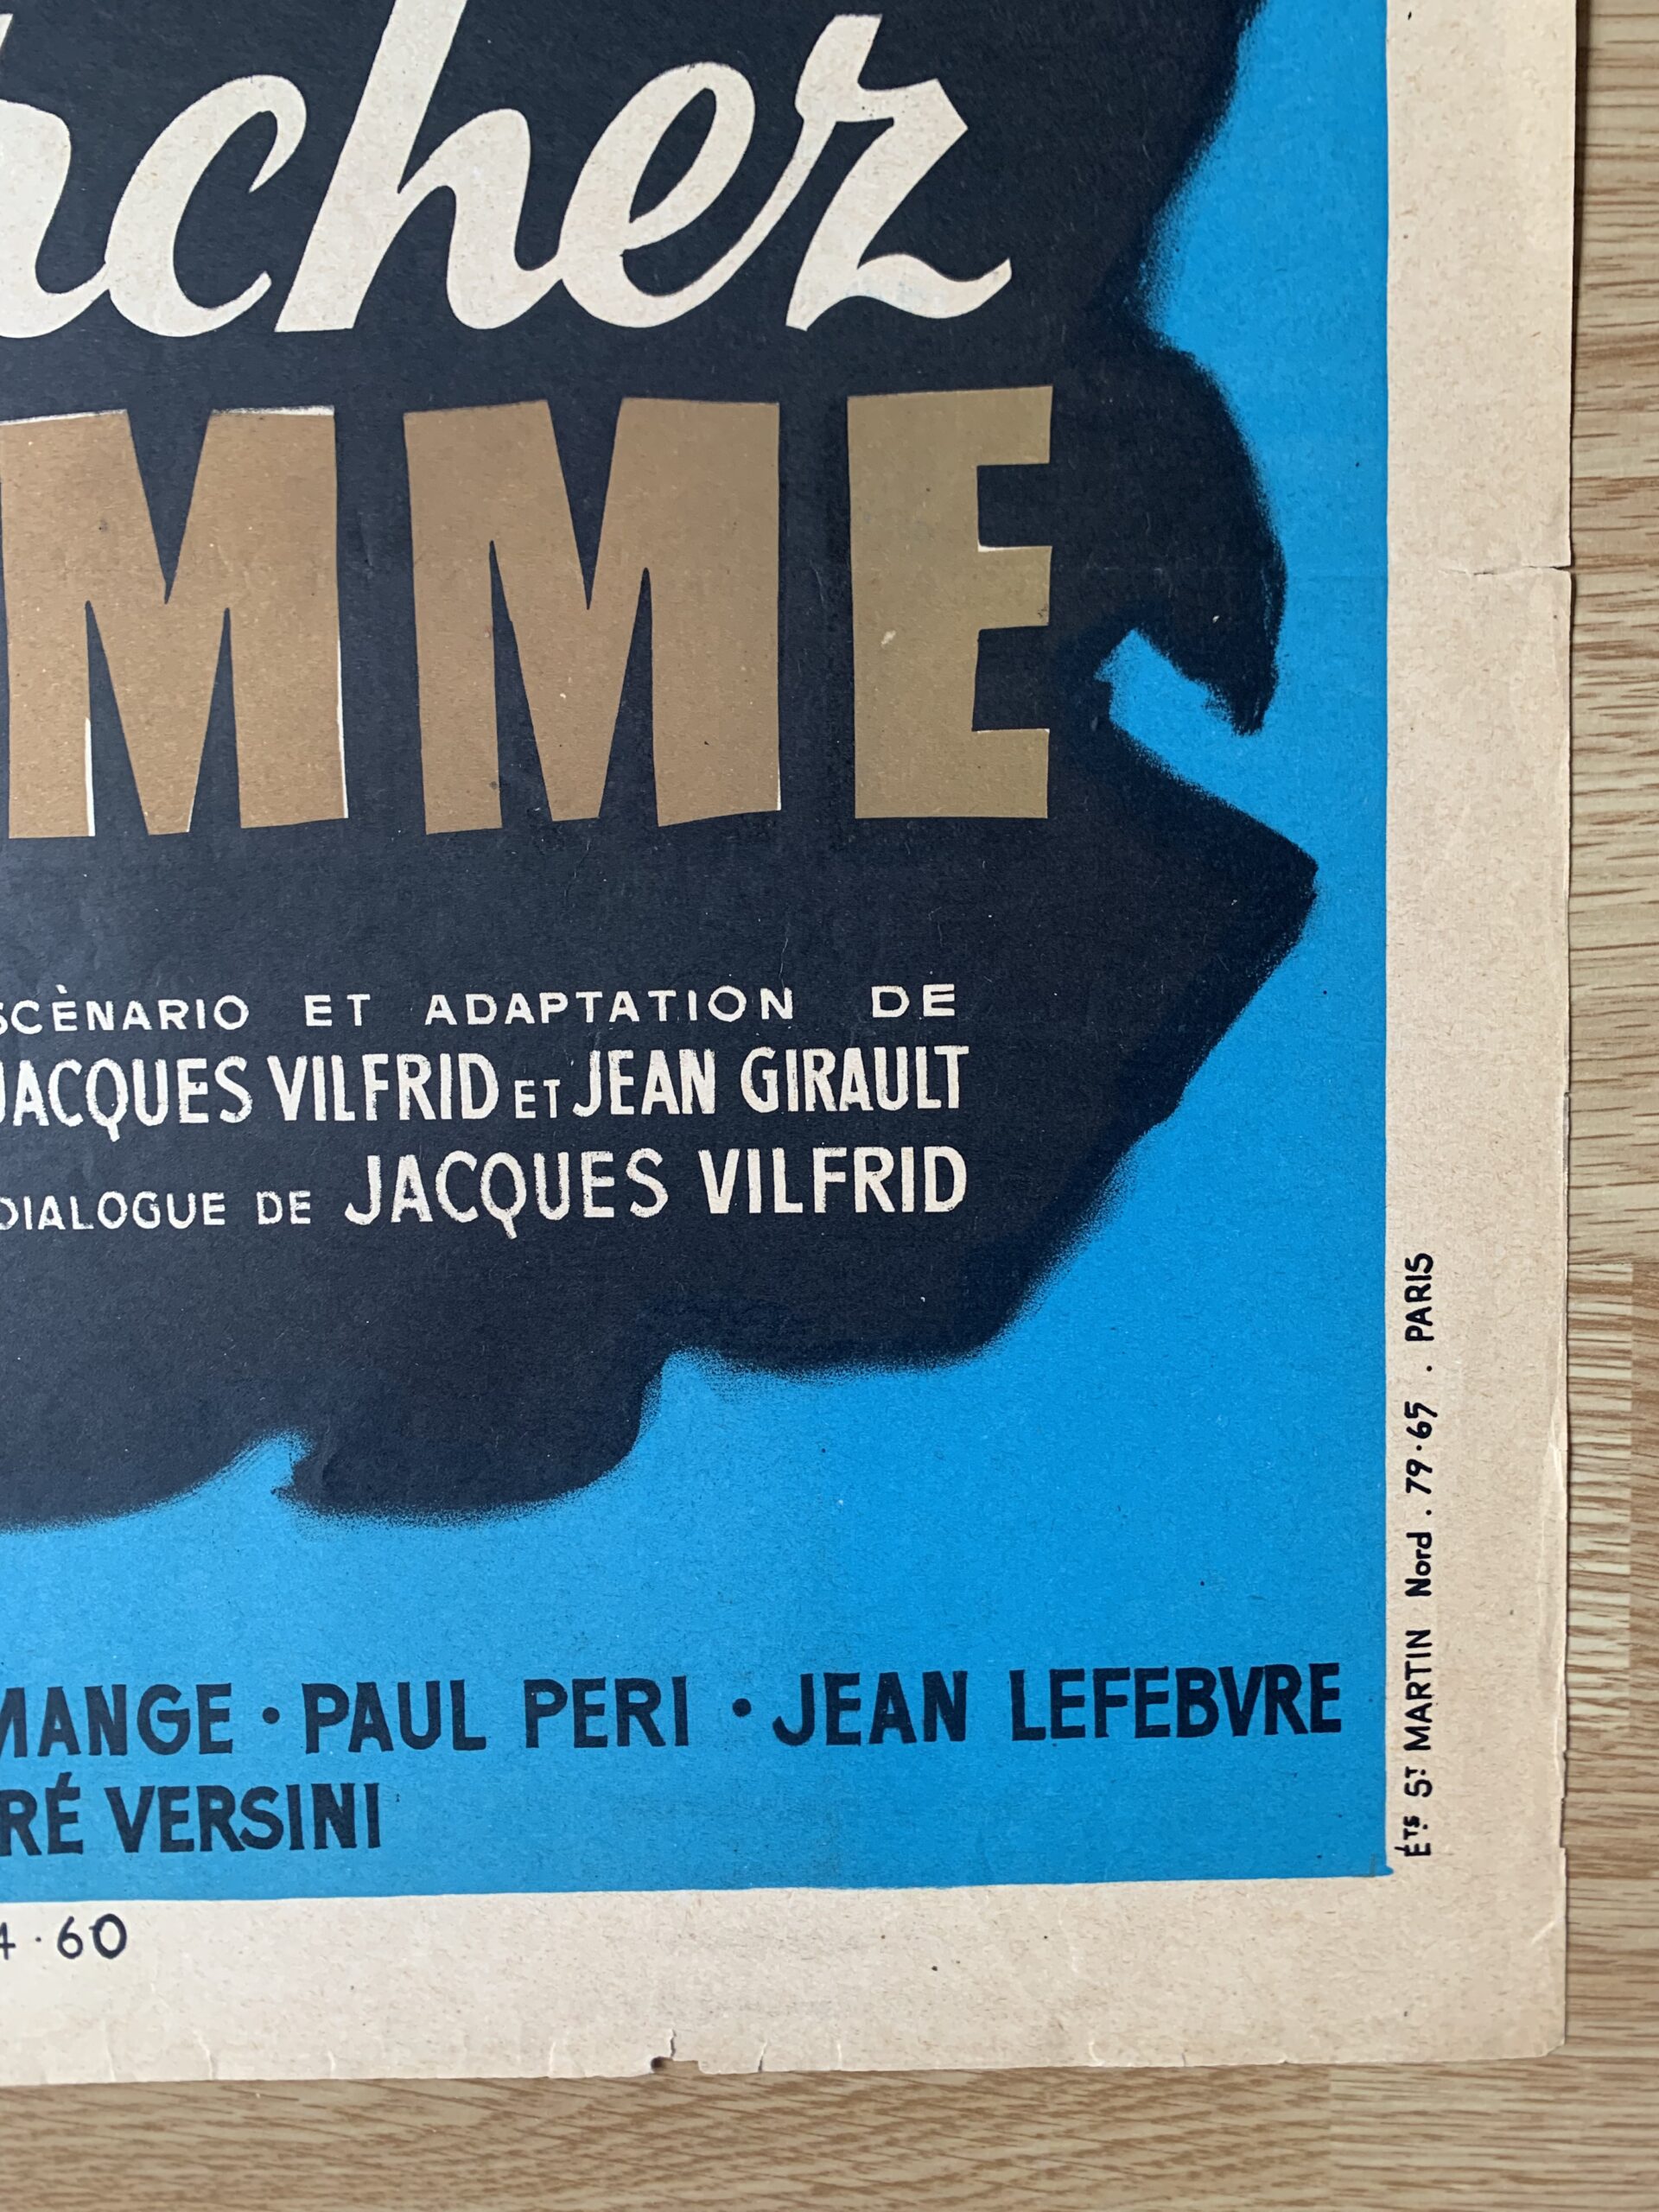 cher
MME
SCÈNARIO ET ADAPTATION DE
JACQUES VILFRID ET JEAN GIRAULT
DIALOGUE DE JACQUES VILFRID
MANGE · PAUL PERI · JEAN LEFEBVRE
RÉ VERSINI
4 · 60
ÉTS. ST MARTIN Nord . 79·65 . PARIS